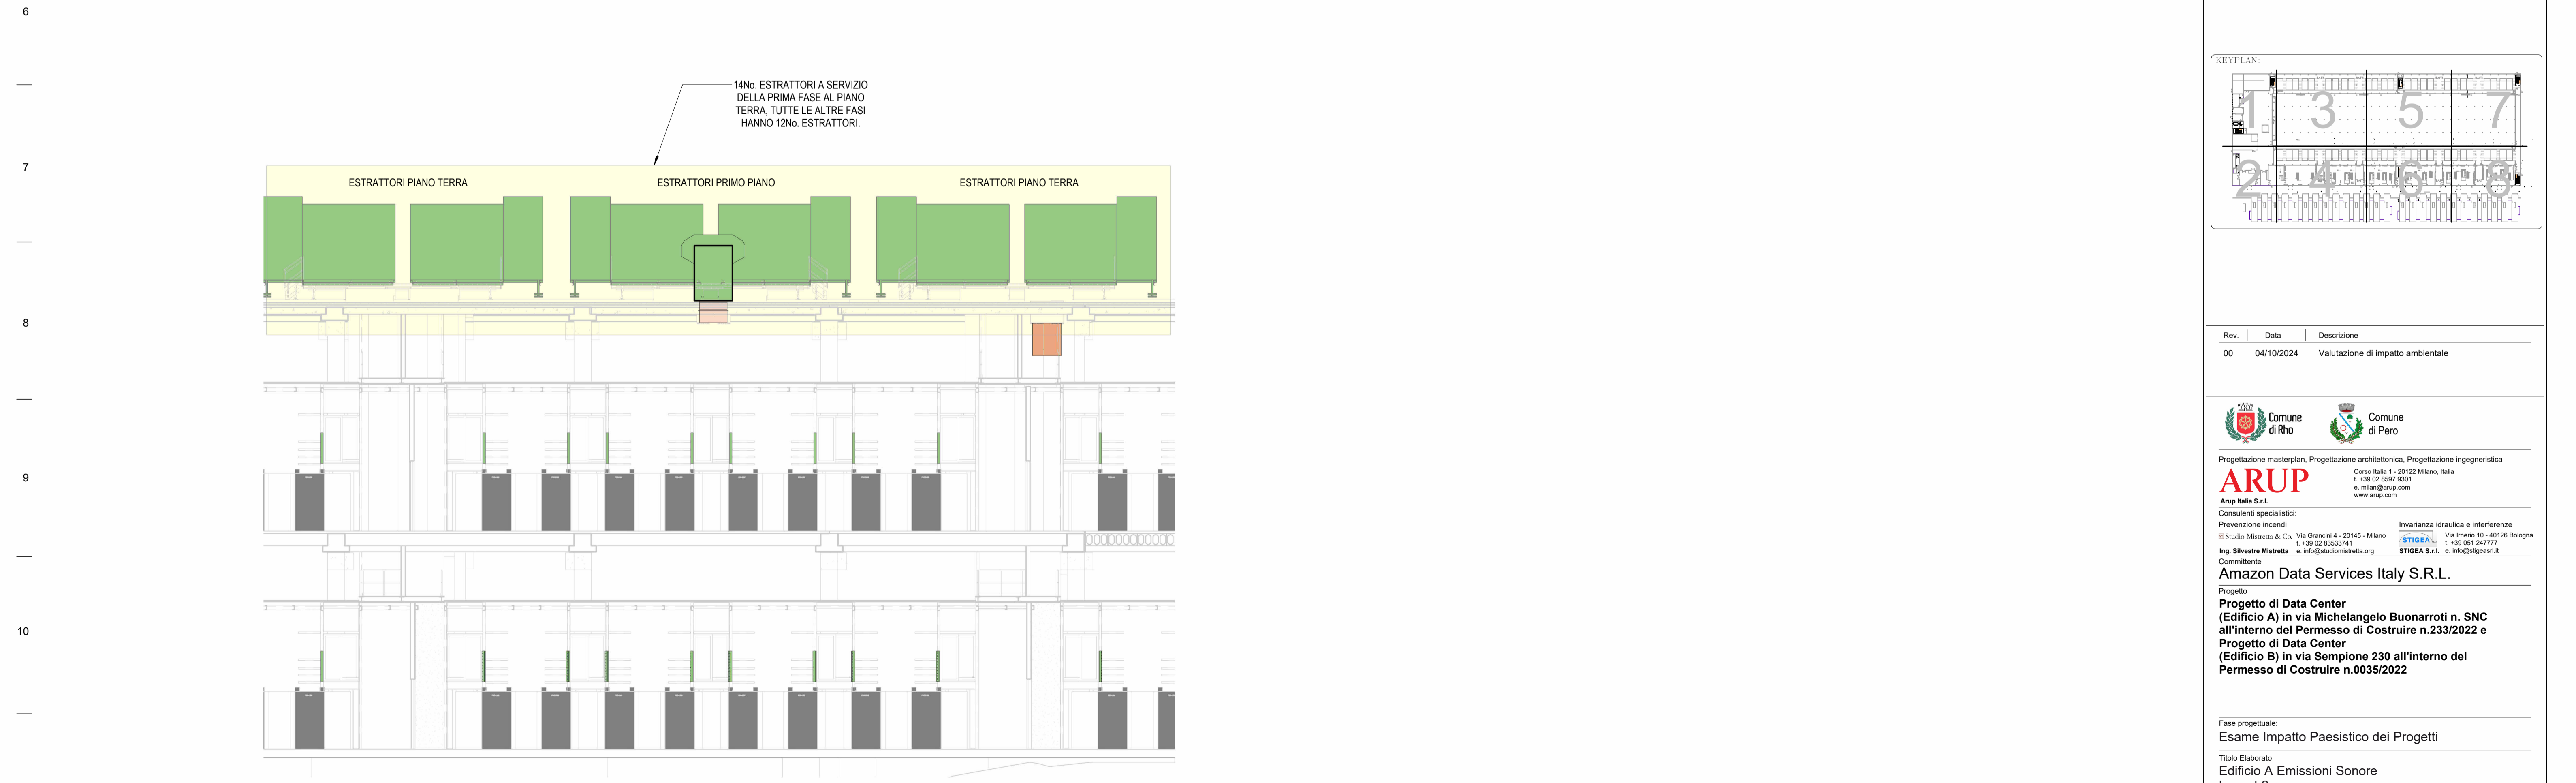 6
7
8
9
10
14No. ESTRATTORI A SERVIZIO
DELLA PRIMA FASE AL PIANO
TERRA, TUTTE LE ALTRE FASI
HANNO 12No. ESTRATTORI.
ESTRATTORI PIANO TERRA
ESTRATTORI PRIMO PIANO
ESTRATTORI PIANO TERRA
KEYPLAN:
1 3 5 7
2 4 6 8
Rev. Data Descrizione
00 04/10/2024 Valutazione di impatto ambientale
Comune
di Rho
Comune
di Pero
Progettazione masterplan, Progettazione architettonica, Progettazione ingegneristica
ARUP
Arup Italia S.r.l.
Corso Italia 1 - 20122 Milano, Italia
t. +39 02 8597 9301
e. milan@arup.com
www.arup.com
Consulenti specialistici:
Prevenzione incendi
Studio Mistretta & Co.
Ing. Silvestre Mistretta
Via Grancini 4 - 20145 - Milano
t. +39 02 83533741
e. info@studiomistretta.org
Invarianza idraulica e interferenze
STIGEA
STIGEA S.r.l.
Via Irnerio 10 - 40126 Bologna
t. +39 051 247777
e. info@stigeasrl.it
Committente
Amazon Data Services Italy S.R.L.
Progetto
Progetto di Data Center
(Edificio A) in via Michelangelo Buonarroti n. SNC
all'interno del Permesso di Costruire n.233/2022 e
Progetto di Data Center
(Edificio B) in via Sempione 230 all'interno del
Permesso di Costruire n.0035/2022
Fase progettuale:
Esame Impatto Paesistico dei Progetti
Titolo Elaborato
Edificio A Emissioni Sonore